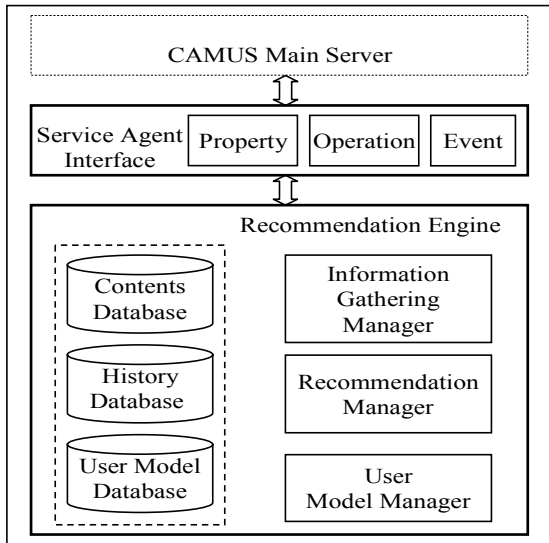 CAMUS Main Server
Service Agent
Interface
Property
Operation
Event
Recommendation Engine
Contents
Database
History
Database
User Model
Database
Information
Gathering
Manager
Recommendation
Manager
User
Model Manager